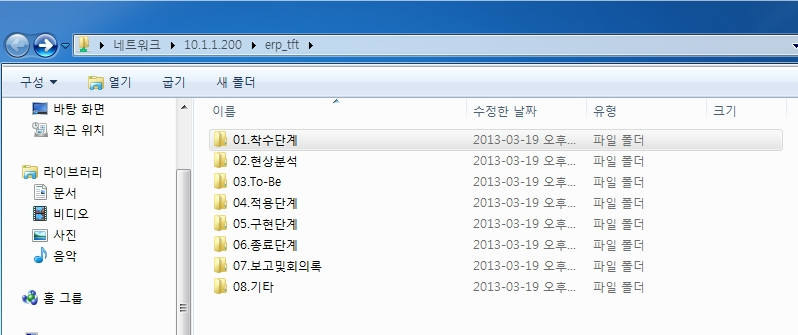 네트워크 10.1.1.200 erp_tft
구성 열기 굽기 새 폴더
바탕 화면
최근 위치
라이브러리
문서
비디오
사진
음악
홈 그룹
이름 수정한 날짜 유형 크기
01.착수단계 2013-03-19 오후... 파일 폴더
02.현상분석 2013-03-19 오후... 파일 폴더
03.To-Be 2013-03-19 오후... 파일 폴더
04.적용단계 2013-03-19 오후... 파일 폴더
05.구현단계 2013-03-19 오후... 파일 폴더
06.종료단계 2013-03-19 오후... 파일 폴더
07.보고및회의록 2013-03-19 오후... 파일 폴더
08.기타 2013-03-19 오후... 파일 폴더